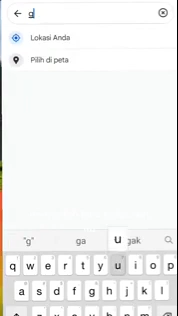 g
Lokasi Anda
Pilih di peta
"g" ga gak
u
q w e r t y u i o p
a s d f g h j k l